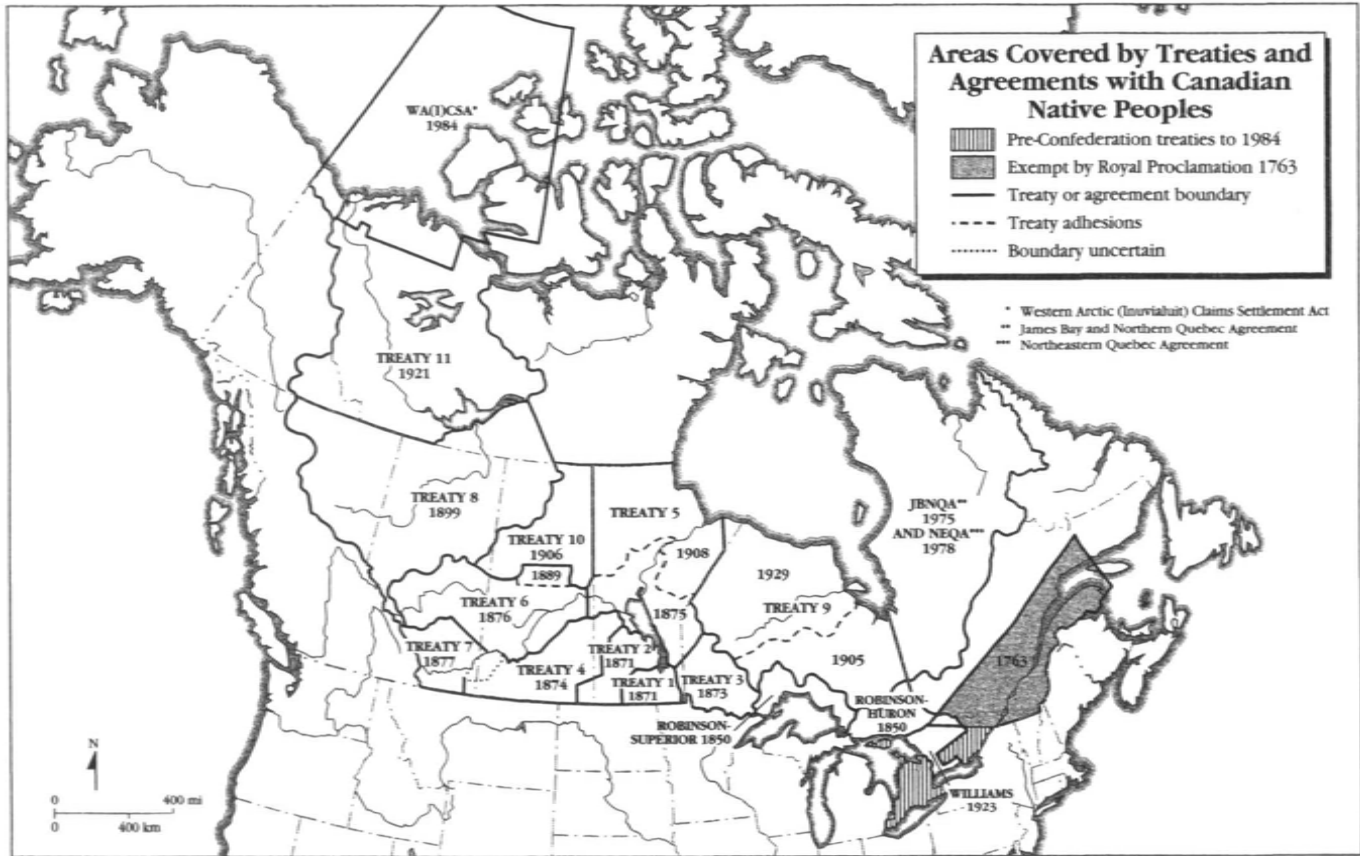 Areas Covered by Treaties and
Agreements with Canadian
Native Peoples
Pre-Confederation treaties to 1984
Exempt by Royal Proclamation 1763
Treaty or agreement boundary
Treaty adhesions
Boundary uncertain
* Western Arctic (Inuvialuit) Claims Settlement Act
** James Bay and Northern Quebec Agreement
*** Northeastern Quebec Agreement
WA(I)CSA*
1984
TREATY 11
1921
TREATY 8
1899
TREATY 5
JBNQA**
1975
AND NEQA***
1978
TREATY 10
1906
1908
1889
1929
TREATY 6
1876
1875
TREATY 9
TREATY 7
1877
TREATY 2
1871
1905
1763
TREATY 4
1874
TREATY 1
1871
TREATY 3
1873
ROBINSON-
HURON
1850
ROBINSON-
SUPERIOR 1850
WILLIAMS
1923
N
0 400 mi
0 400 km